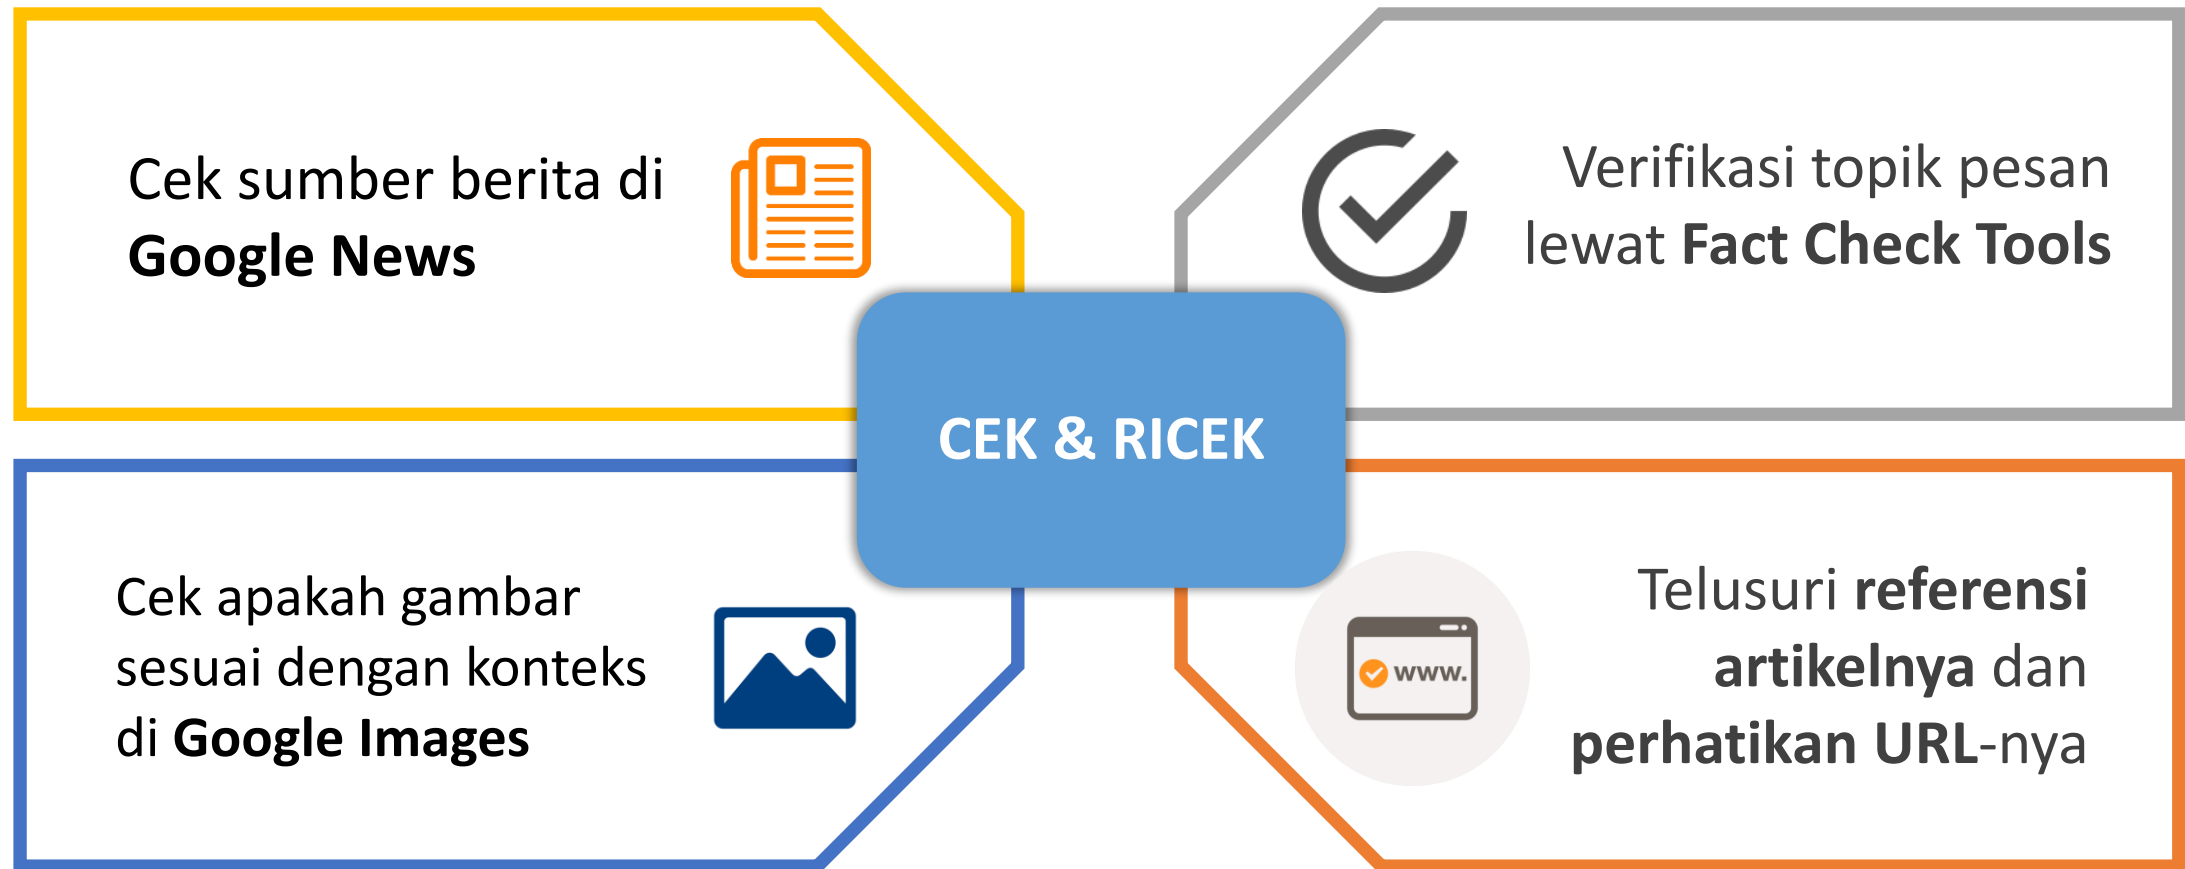 Cek sumber berita di
Google News
Verifikasi topik pesan
lewat Fact Check Tools
CEK & RICEK
Cek apakah gambar
sesuai dengan konteks
di Google Images
www.
Telusuri referensi
artikelnya dan
perhatikan URL-nya